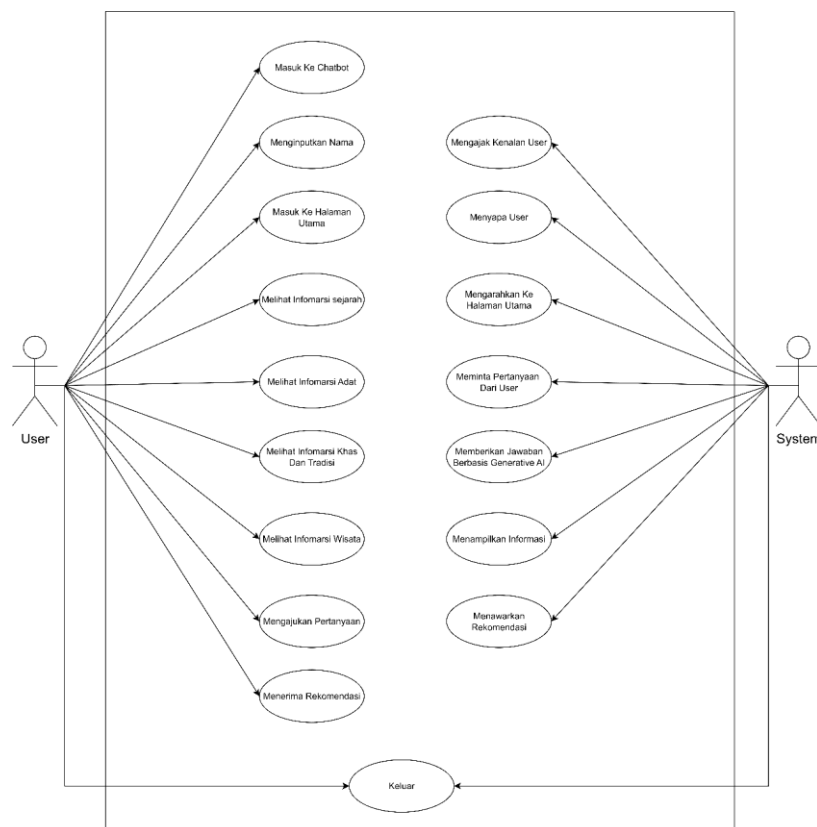 Masuk Ke Chatbot
Menginputkan Nama
Mengajak Kenalan User
Masuk Ke Halaman
Utama
Menyapa User
Melihat Infomarsi sejarah
Mengarahkan Ke
Halaman Utama
Melihat Infomarsi Adat
Meminta Pertanyaan
Dari User
User
System
Melihat Infomarsi Khas
Dan Tradisi
Memberikan Jawaban
Berbasis Generative AI
Melihat Infomarsi Wisata
Menampilkan Informasi
Mengajukan Pertanyaan
Menawarkan
Rekomendasi
Menerima Rekomendasi
Keluar